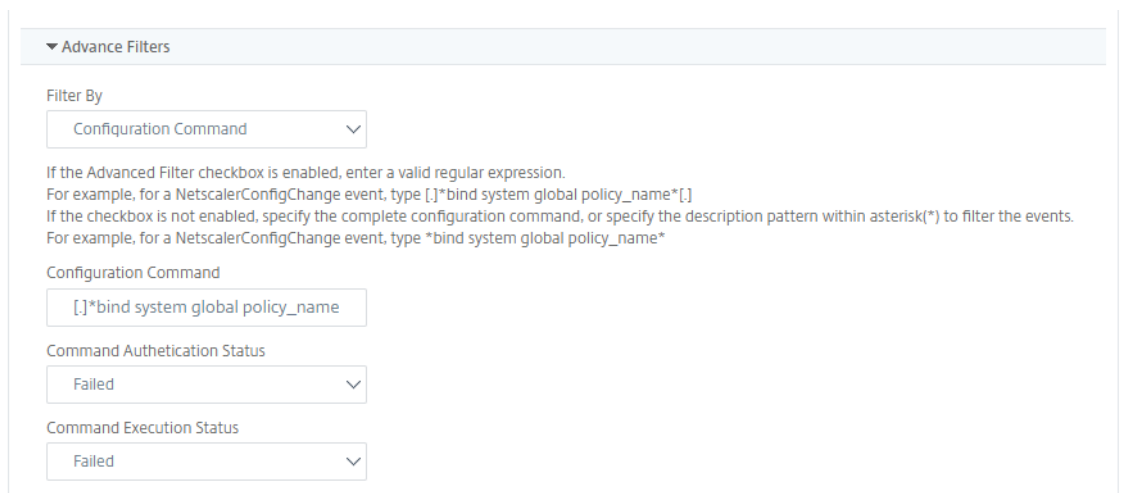 Advance Filters
Filter By
Configuration Command
If the Advanced Filter checkbox is enabled, enter a valid regular expression.
For example, for a NetscalerConfigChange event, type [.]*bind system global policy_name*[.]
If the checkbox is not enabled, specify the complete configuration command, or specify the description pattern within asterisk(*) to filter the events.
For example, for a NetscalerConfigChange event, type *bind system global policy_name*
Configuration Command
[.]*bind system global policy_name
Command Authetication Status
Failed
Command Execution Status
Failed